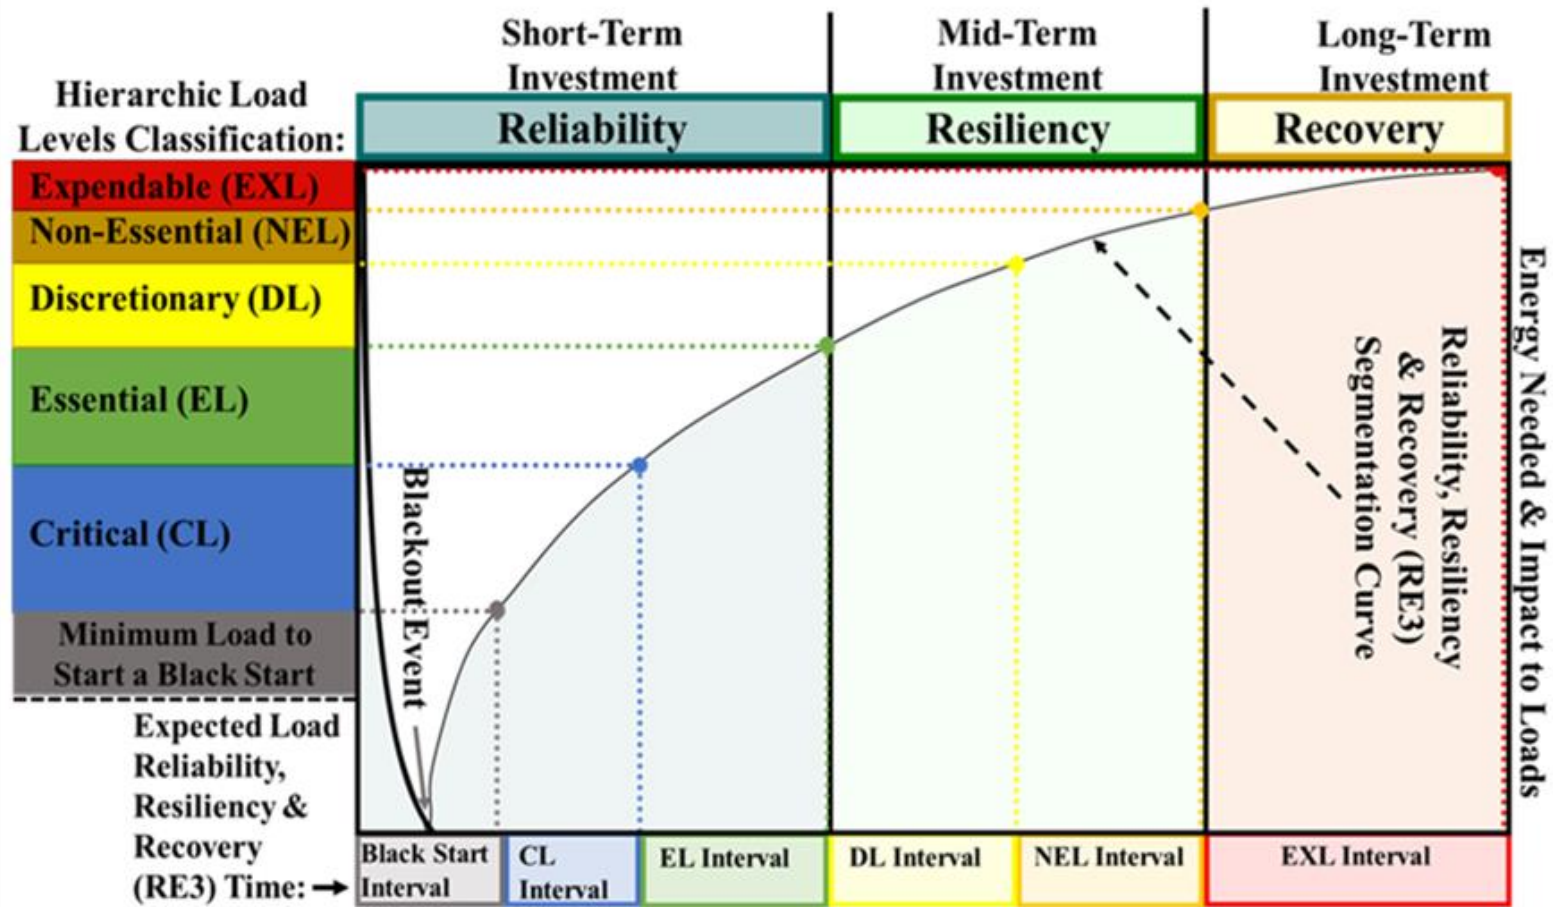 Short-Term
Investment
Mid-Term
Investment
Long-Term
Investment
Hierarchic Load
Levels Classification:
Reliability
Resiliency
Recovery
Expendable (EXL)
Non-Essential (NEL)
Discretionary (DL)
Essential (EL)
Critical (CL)
Minimum Load to
Start a Black Start
Expected Load
Reliability,
Resiliency &
Recovery
(RE3) Time:
Blackout Event
Reliability, Resiliency
& Recovery (RE3)
Segmentation Curve
Energy Needed & Impact to Loads
Black Start
Interval
CL
Interval
EL Interval
DL Interval
NEL Interval
EXL Interval